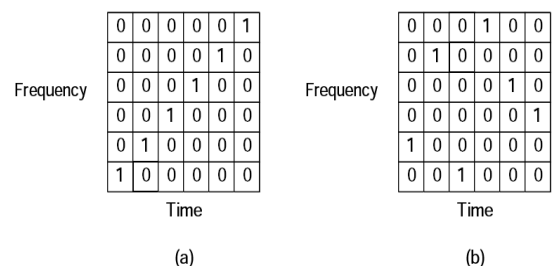 0 0 0 0 0 1
0 0 0 0 1 0
0 0 0 1 0 0
0 0 1 0 0 0
0 1 0 0 0 0
1 0 0 0 0 0
Frequency
Time
(a)
0 0 0 1 0 0
0 1 0 0 0 0
0 0 0 0 1 0
0 0 0 0 0 1
1 0 0 0 0 0
0 0 1 0 0 0
Frequency
Time
(b)